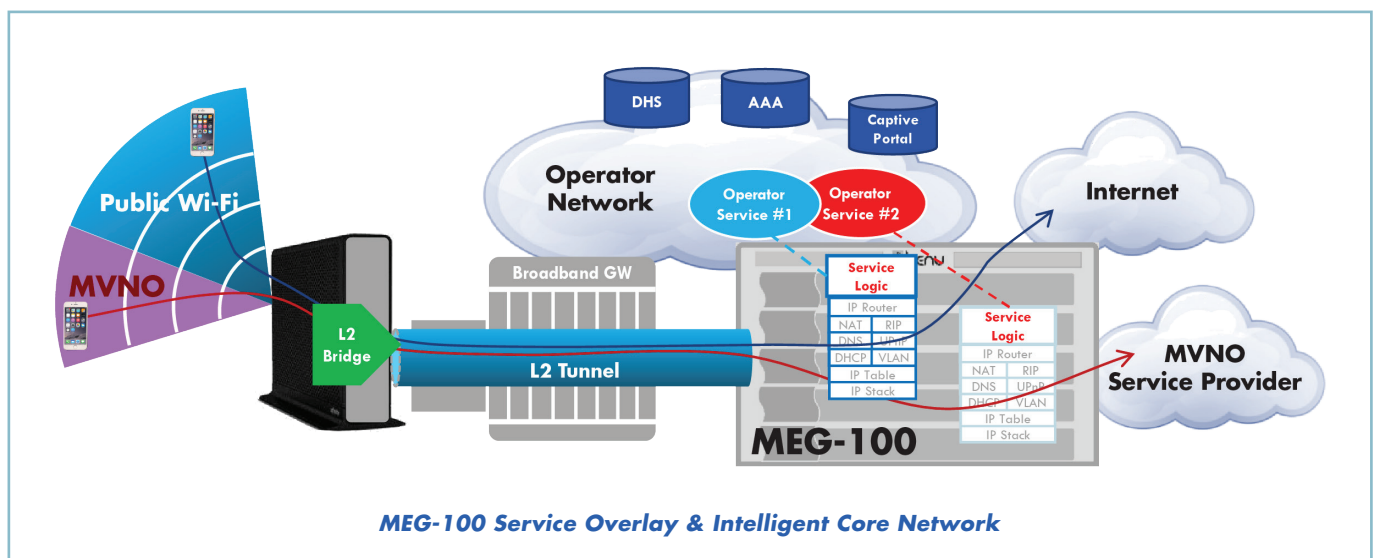 DHS
AAA
Captive
Portal
Operator
Network
Operator
Service #1
Operator
Service #2
Internet
Public Wi-Fi
MVNO
L2
Bridge
Broadband GW
L2 Tunnel
Service
Logic
IP Router
NAT RIP
DNS UPnP
DHCP VLAN
IP Table
IP Stack
Service
Logic
IP Router
NAT RIP
DNS UPnP
DHCP VLAN
IP Table
IP Stack
MEG-100
MVNO
Service Provider
MEG-100 Service Overlay & Intelligent Core Network